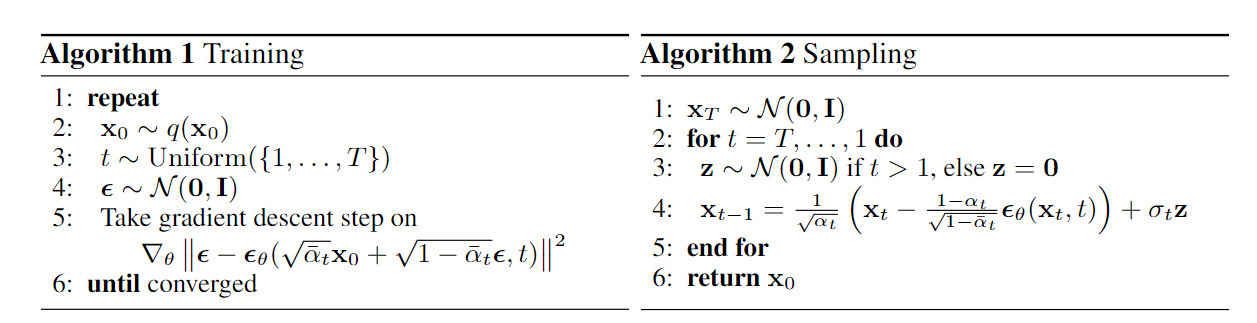 Algorithm 1 Training
1: repeat
2: x₀ ∼ q(x₀)
3: t ∼ Uniform({1, . . . , T})
4: ϵ ∼ 𝒩(0, I)
5: Take gradient descent step on
∇_θ ‖ϵ − ϵ_θ(√ᾱ_t x₀ + √(1 − ᾱ_t) ϵ, t)‖²
6: until converged
Algorithm 2 Sampling
1: x_T ∼ 𝒩(0, I)
2: for t = T, . . . , 1 do
3: z ∼ 𝒩(0, I) if t > 1, else z = 0
4: x_{t−1} = 1/√α_t (x_t − (1−α_t)/√(1−ᾱ_t) ϵ_θ(x_t, t)) + σ_t z
5: end for
6: return x₀